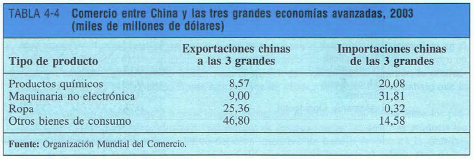 TABLA 4-4 Comercio entre China y las tres grandes economías avanzadas, 2003
(miles de millones de dólares)
Exportaciones chinas Importaciones chinas
Tipo de producto a las 3 grandes de las 3 grandes
Productos químicos 8,57 20,08
Maquinaria no electrónica 9,00 31,81
Ropa 25,36 0,32
Otros bienes de consumo 46,80 14,58
Fuente: Organización Mundial del Comercio.